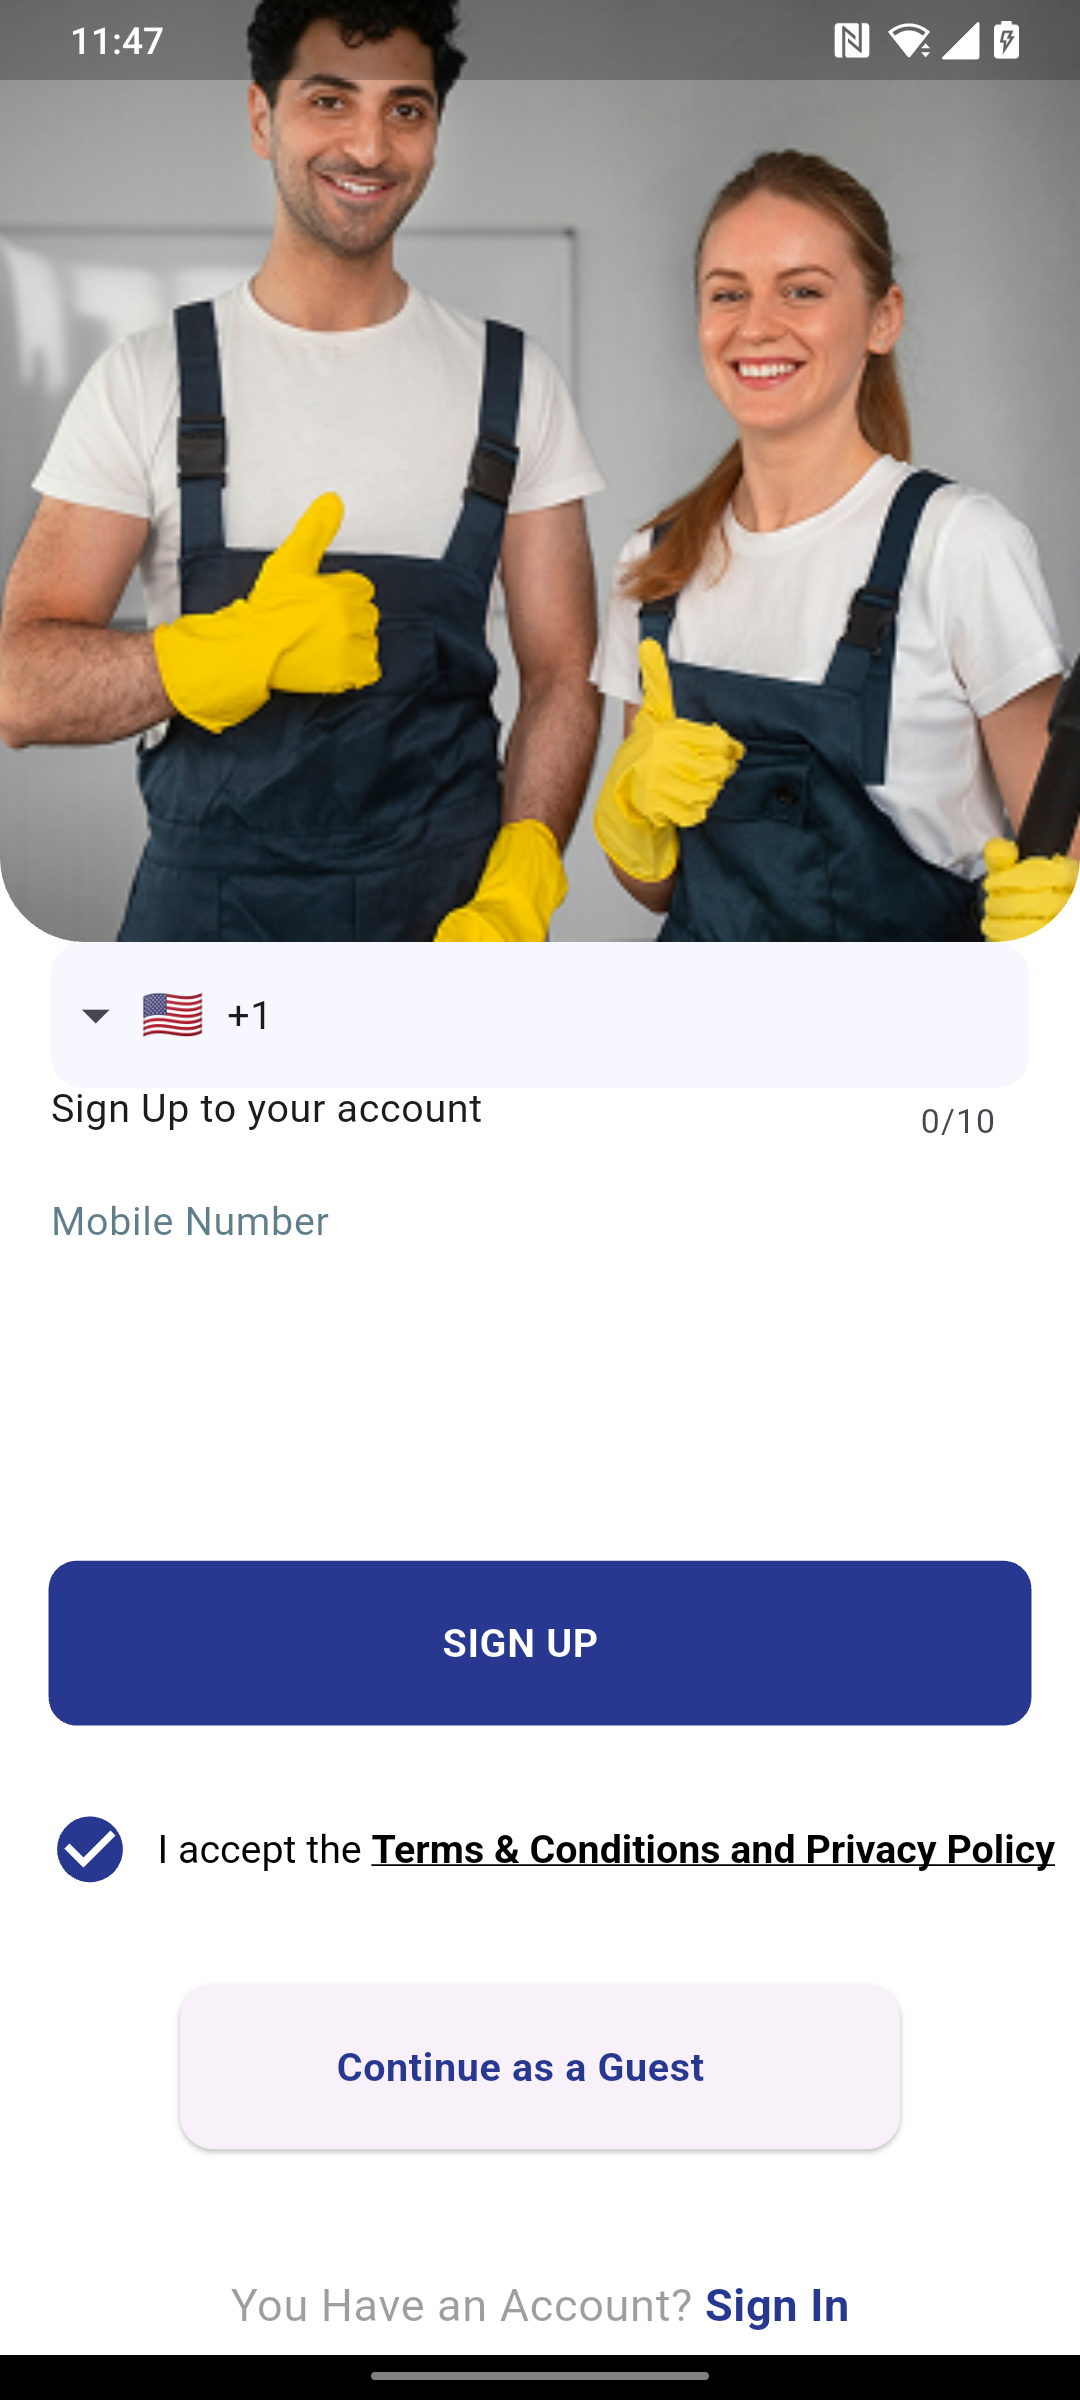 11:47
+1
Sign Up to your account
0/10
Mobile Number
SIGN UP
I accept the Terms & Conditions and Privacy Policy
Continue as a Guest
You Have an Account? Sign In